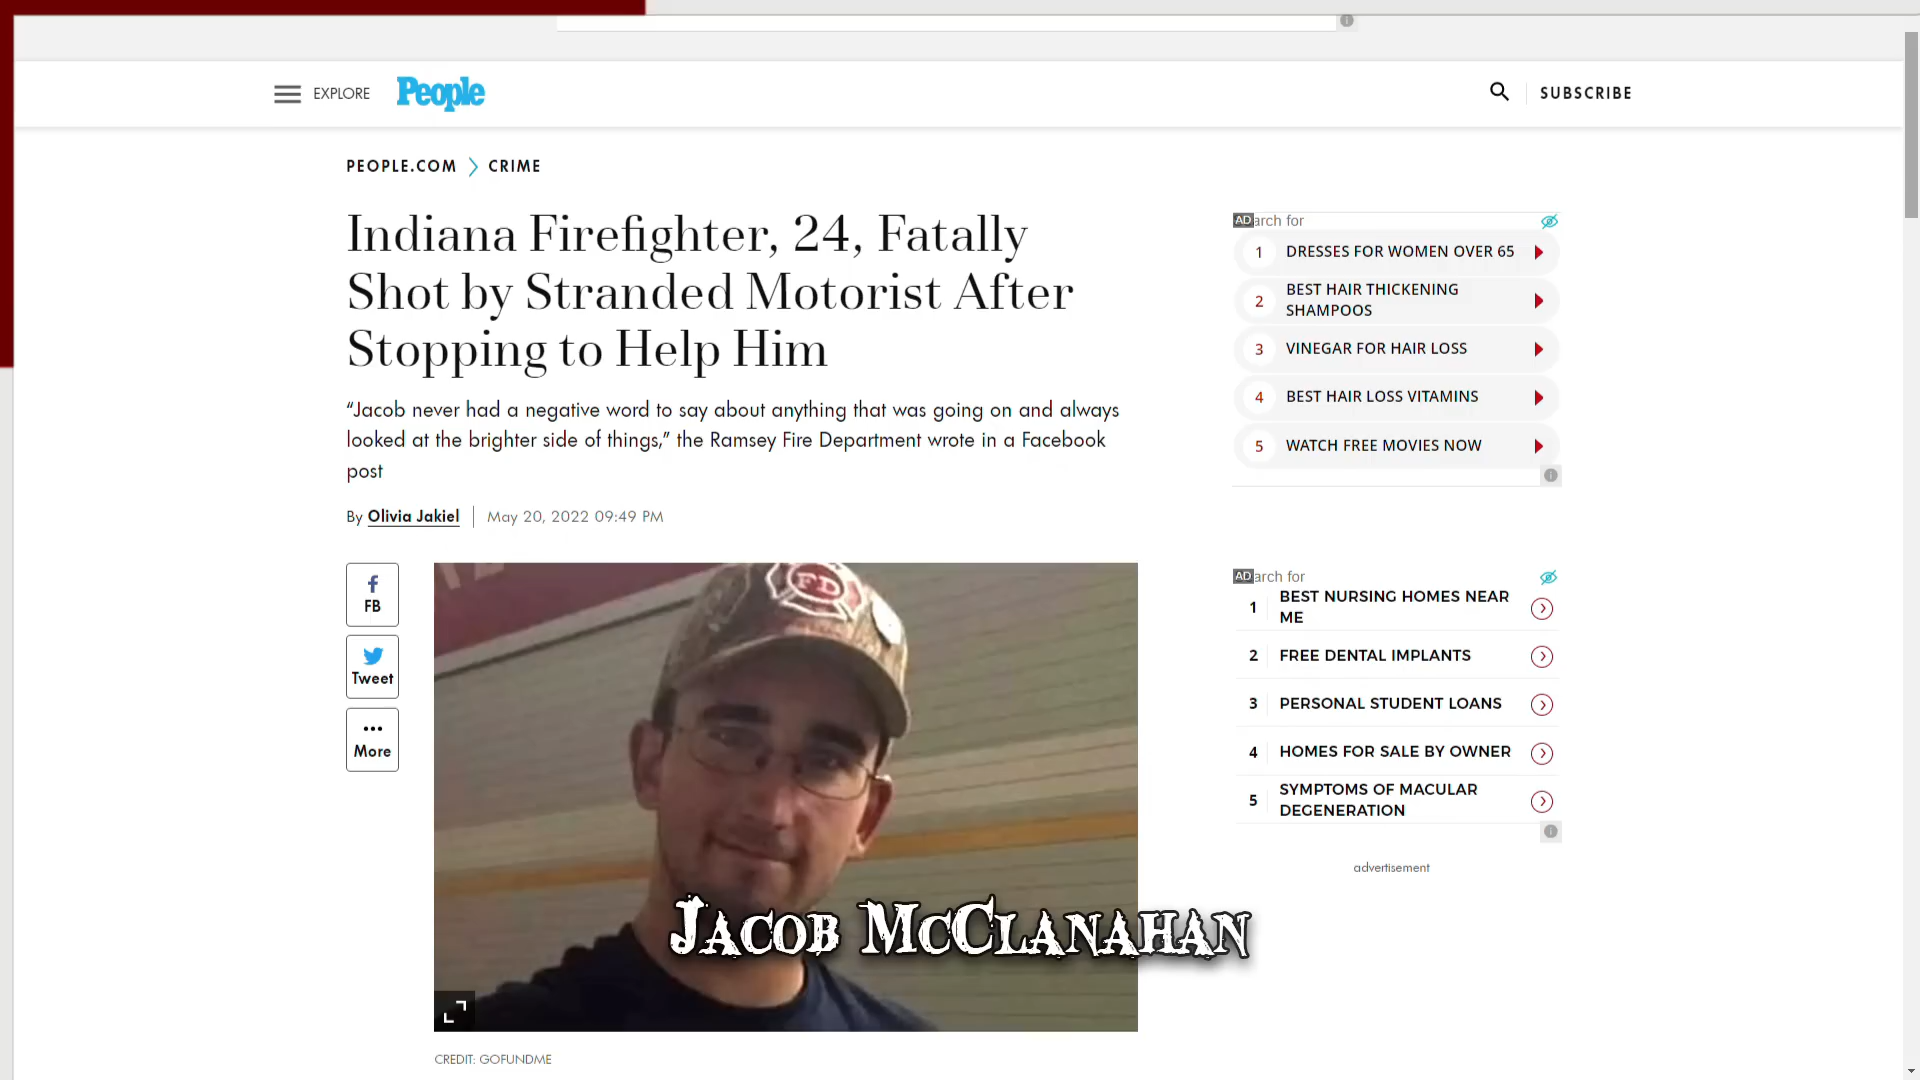 EXPLORE
People
SUBSCRIBE
PEOPLE.COM
CRIME
Indiana Firefighter, 24, Fatally
Shot by Stranded Motorist After
Stopping to Help Him
“Jacob never had a negative word to say about anything that was going on and always
looked at the brighter side of things,” the Ramsey Fire Department wrote in a Facebook
post
By Olivia Jakiel
May 20, 2022 09:49 PM
FB
Tweet
More
FD
Jacob McClanahan
CREDIT: GOFUNDME
AD arch for
1 DRESSES FOR WOMEN OVER 65
2 BEST HAIR THICKENING
SHAMPOOS
3 VINEGAR FOR HAIR LOSS
4 BEST HAIR LOSS VITAMINS
5 WATCH FREE MOVIES NOW
AD arch for
1 BEST NURSING HOMES NEAR
ME
2 FREE DENTAL IMPLANTS
3 PERSONAL STUDENT LOANS
4 HOMES FOR SALE BY OWNER
5 SYMPTOMS OF MACULAR
DEGENERATION
advertisement